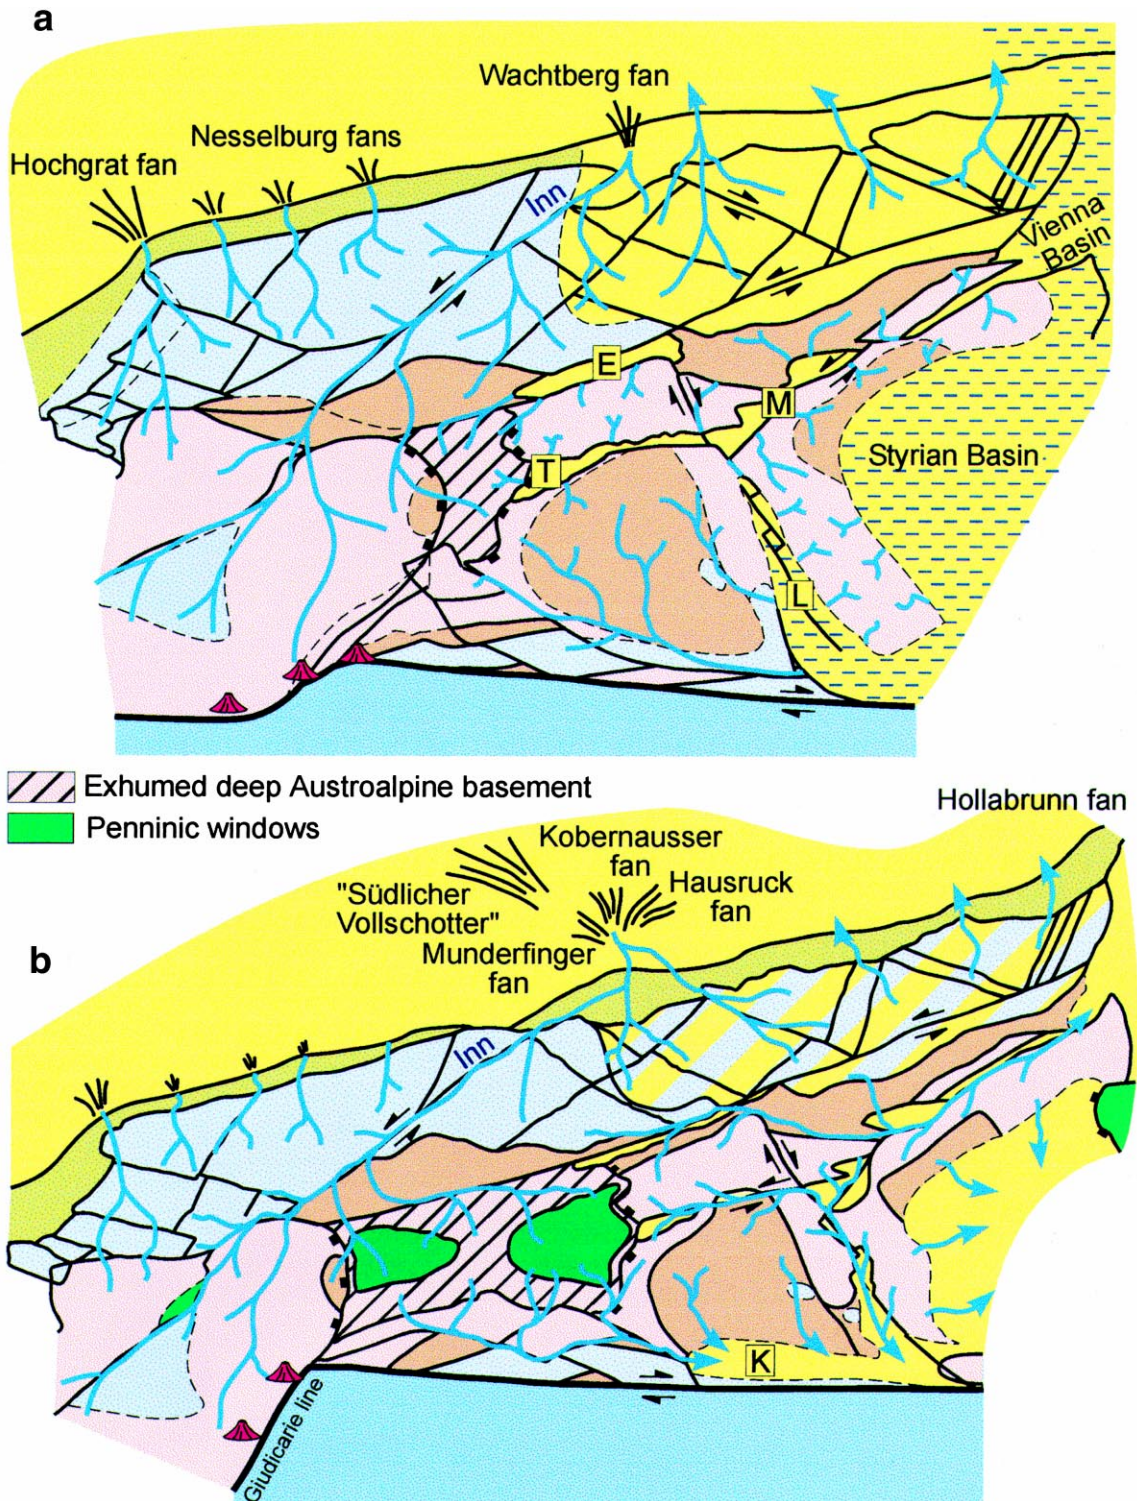 a
Wachtberg fan
Nesselburg fans
Hochgrat fan
Inn
Vienna
Basin
E
M
T
Styrian Basin
L
Exhumed deep Austroalpine basement
Penninic windows
Hollabrunn fan
Kobernausser
fan
"Südlicher
Vollschotter"
Hausruck
fan
Munderfinger
fan
b
Inn
K
Giudicarie line